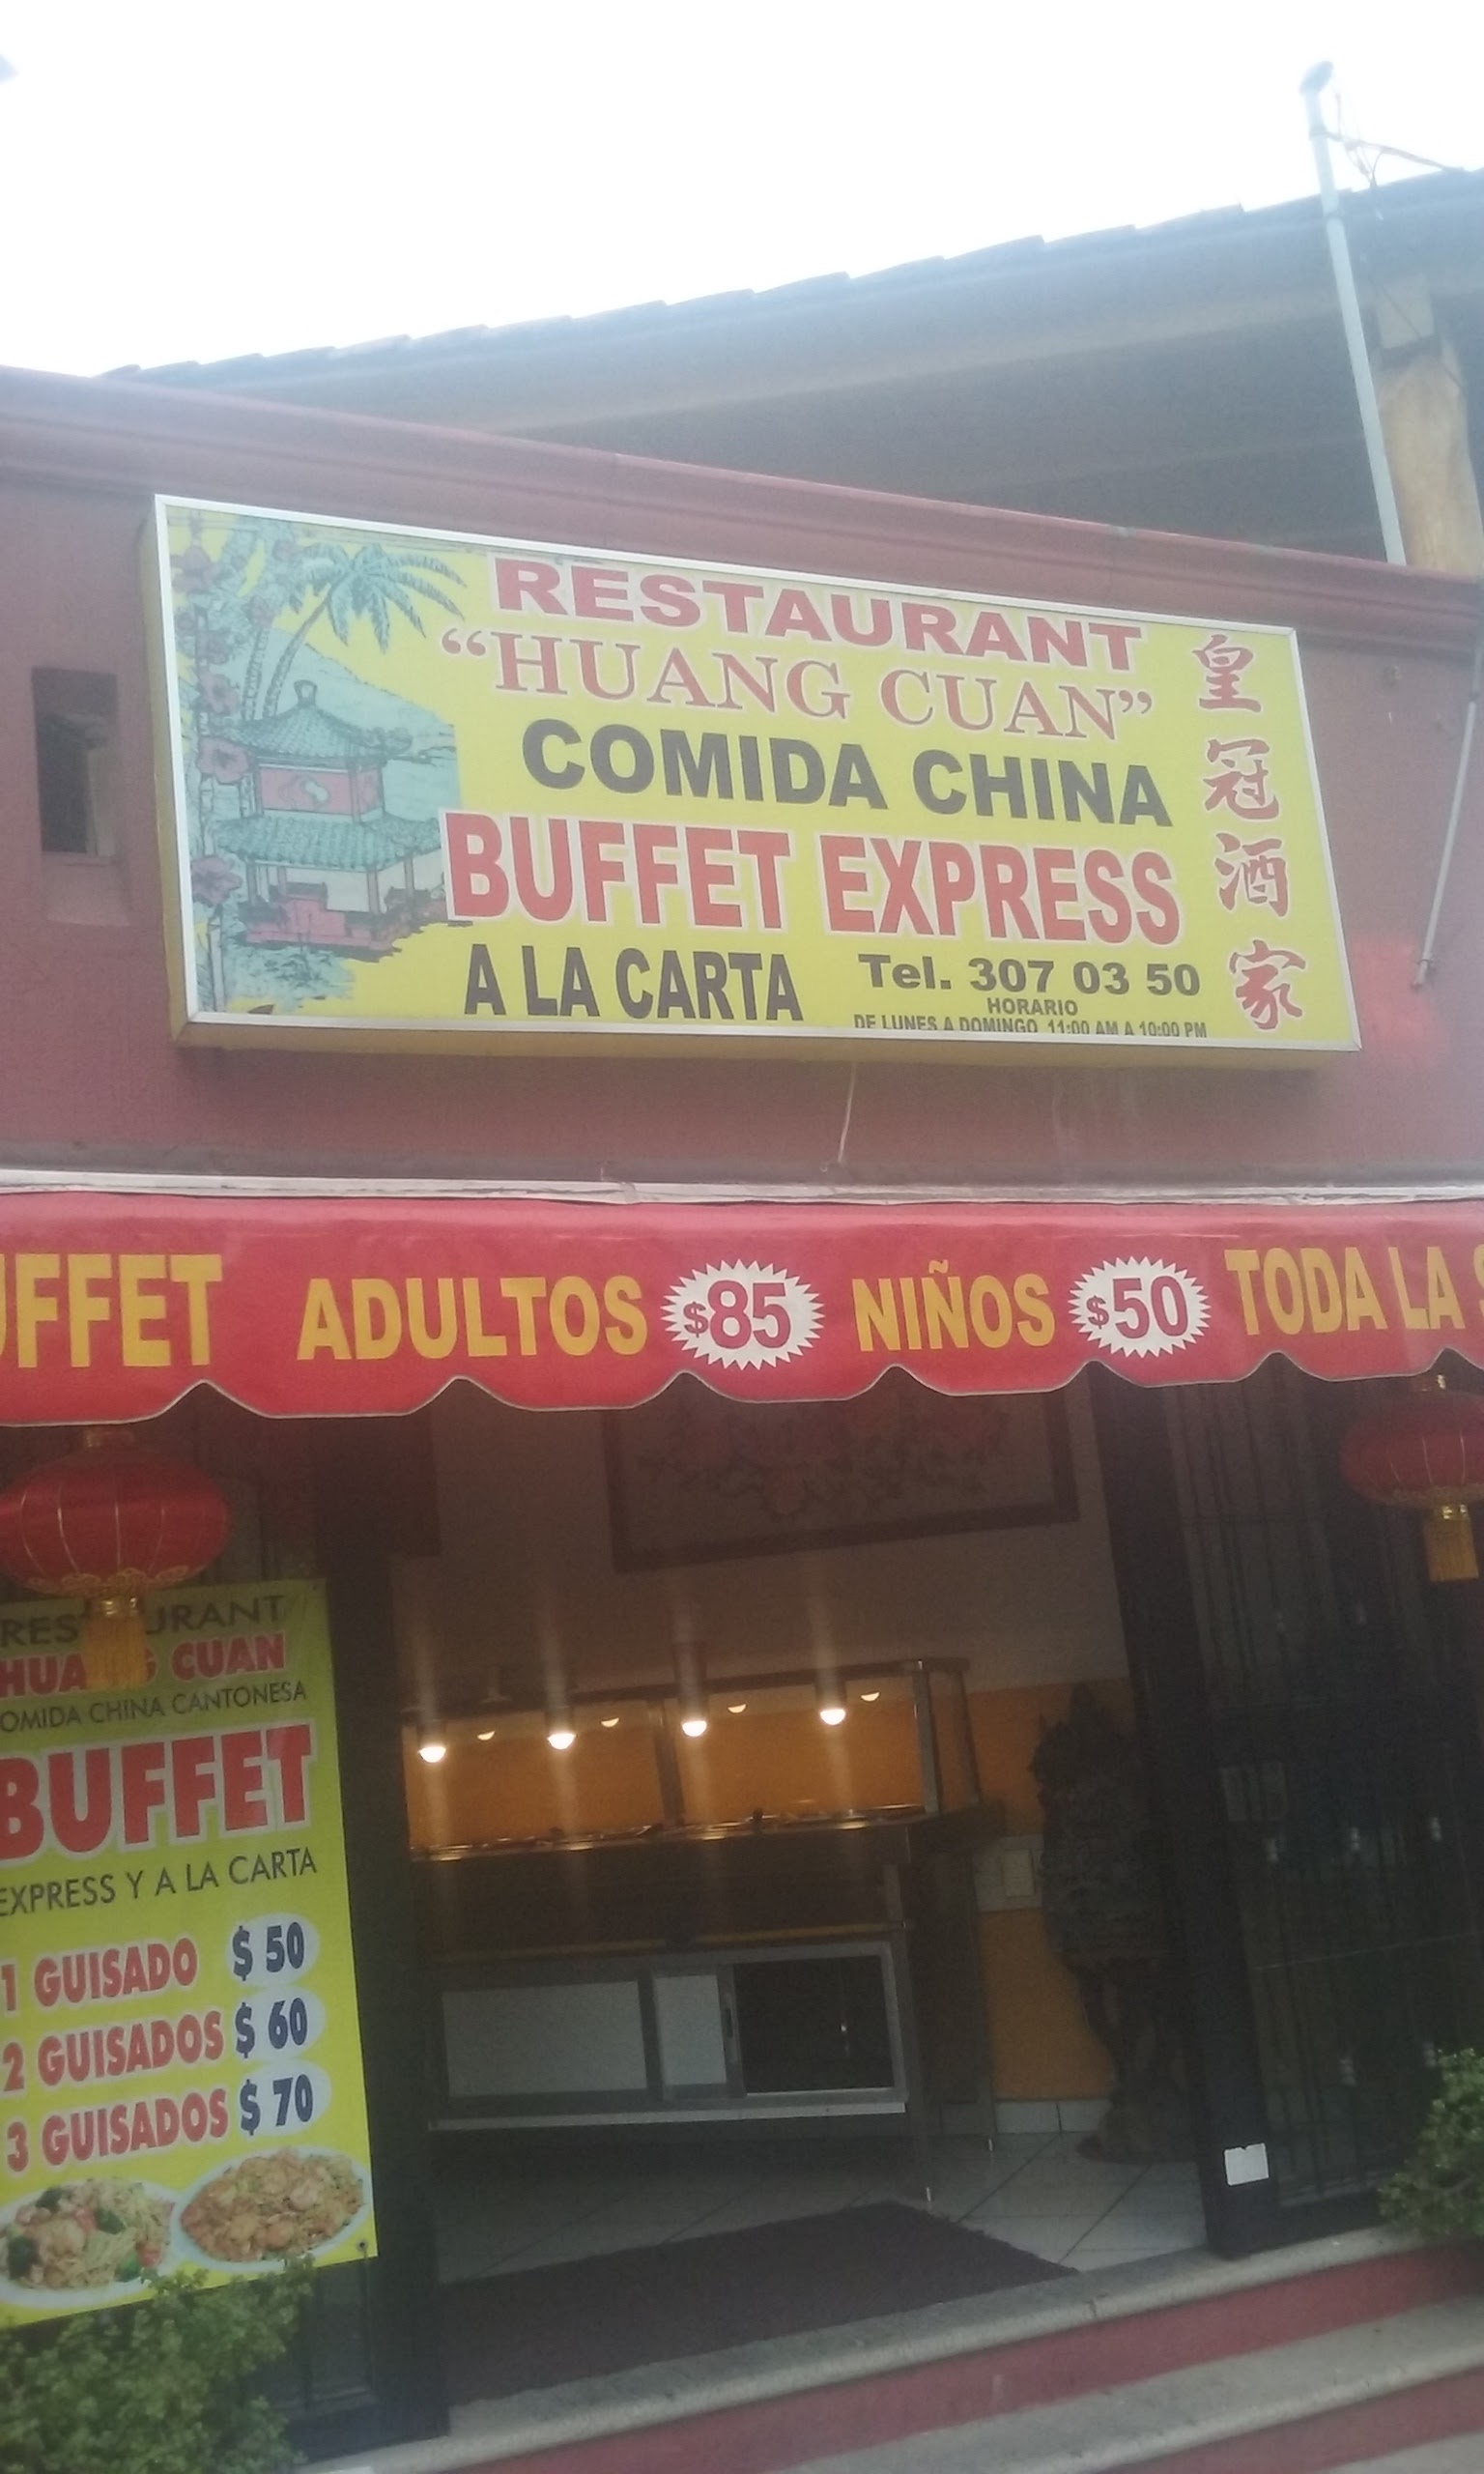 RESTAURANT
“HUANG CUAN”
COMIDA CHINA
BUFFET EXPRESS
A LA CARTA
Tel. 307 03 50
HORARIO
DE LUNES A DOMINGO 11:00 AM A 10:00 PM
皇冠酒家
UFFET ADULTOS $85 NIÑOS $50 TODA LA
RESTAURANT
HUANG CUAN
OMIDA CHINA CANTONESA
BUFFET
EXPRESS Y A LA CARTA
1 GUISADO $ 50
2 GUISADOS $ 60
3 GUISADOS $ 70